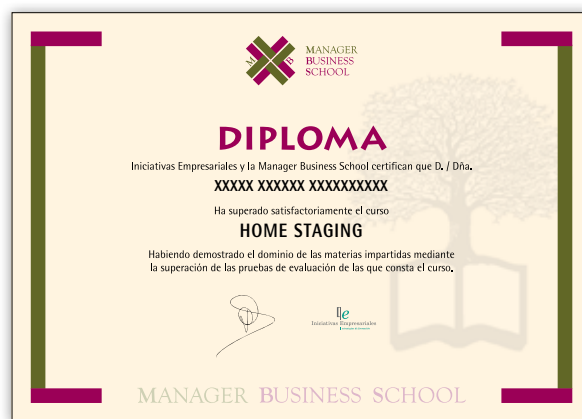 M B
MANAGER
BUSINESS
SCHOOL
DIPLOMA
Iniciativas Empresariales y la Manager Business School certifican que D. / Dña.
XXXXX XXXXXX XXXXXXXXXX
Ha superado satisfactoriamente el curso
HOME STAGING
Habiendo demostrado el dominio de las materias impartidas mediante
la superación de las pruebas de evaluación de las que consta el curso.
Ie
Iniciativas Empresariales
MANAGER BUSINESS SCHOOL